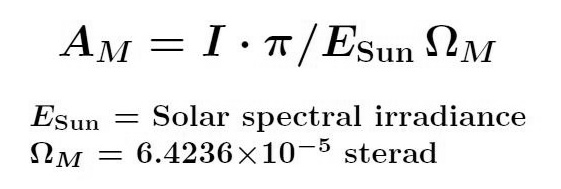 A_M = I · π/E_Sun Ω_M
E_Sun = Solar spectral irradiance
Ω_M = 6.4236×10⁻⁵ sterad